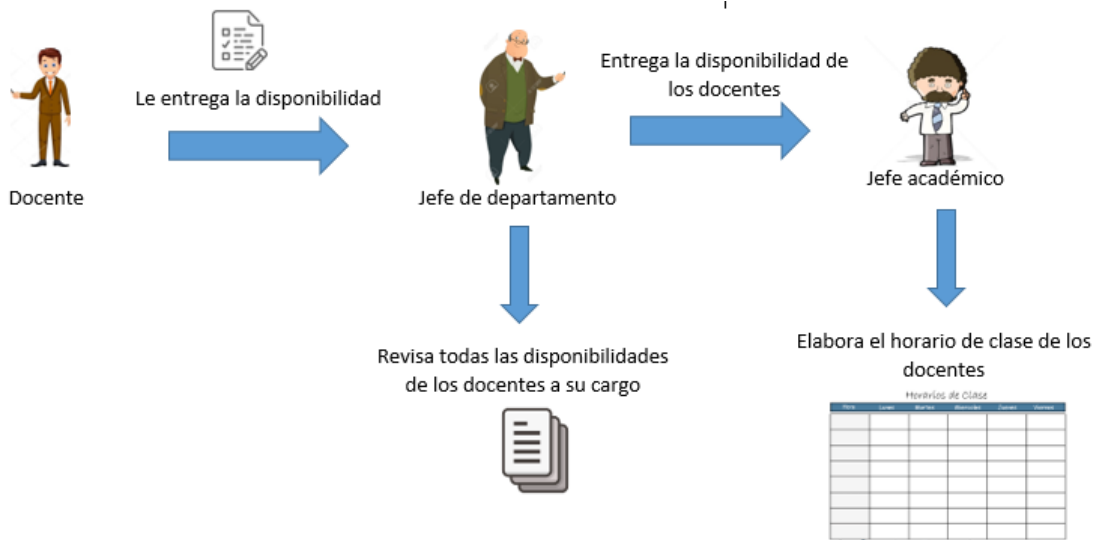 Le entrega la disponibilidad
Entrega la disponibilidad de
los docentes
Docente
Jefe de departamento
Jefe académico
Revisa todas las disponibilidades
de los docentes a su cargo
Elabora el horario de clase de los
docentes
Horarios de Clase
Hora Lunes Martes Miercoles Jueves Viernes